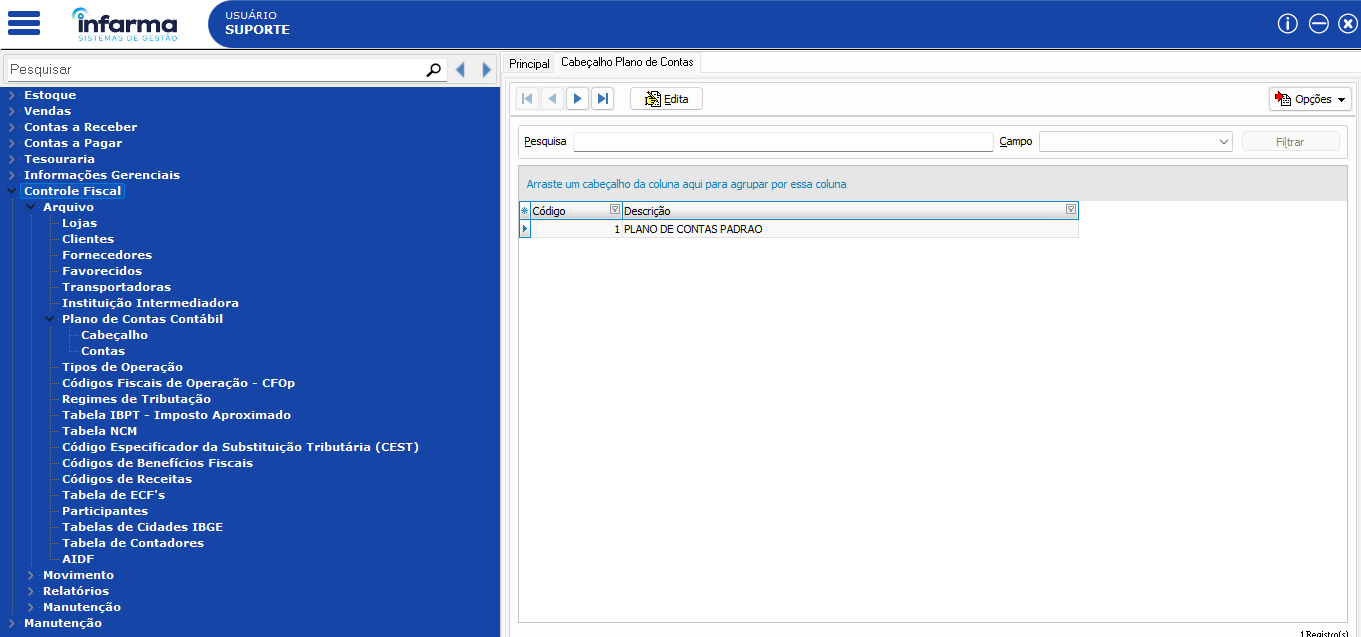 infarma
SISTEMAS DE GESTÃO
USUÁRIO
SUPORTE
Pesquisar
Estoque
Vendas
Contas a Receber
Contas a Pagar
Tesouraria
Informações Gerenciais
Controle Fiscal
Arquivo
Lojas
Clientes
Fornecedores
Favorecidos
Transportadoras
Instituição Intermediadora
Plano de Contas Contábil
Cabeçalho
Contas
Tipos de Operação
Códigos Fiscais de Operação - CFOp
Regimes de Tributação
Tabela IBPT - Imposto Aproximado
Tabela NCM
Código Especificador da Substituição Tributária (CEST)
Códigos de Benefícios Fiscais
Códigos de Receitas
Tabela de ECF's
Participantes
Tabelas de Cidades IBGE
Tabela de Contadores
AIDF
Movimento
Relatórios
Manutenção
Manutenção
Principal Cabeçalho Plano de Contas
Edita Opções
Pesquisa Campo Filtrar
Arraste um cabeçalho da coluna aqui para agrupar por essa coluna
Código Descrição
1 PLANO DE CONTAS PADRAO
1 Registro(s)